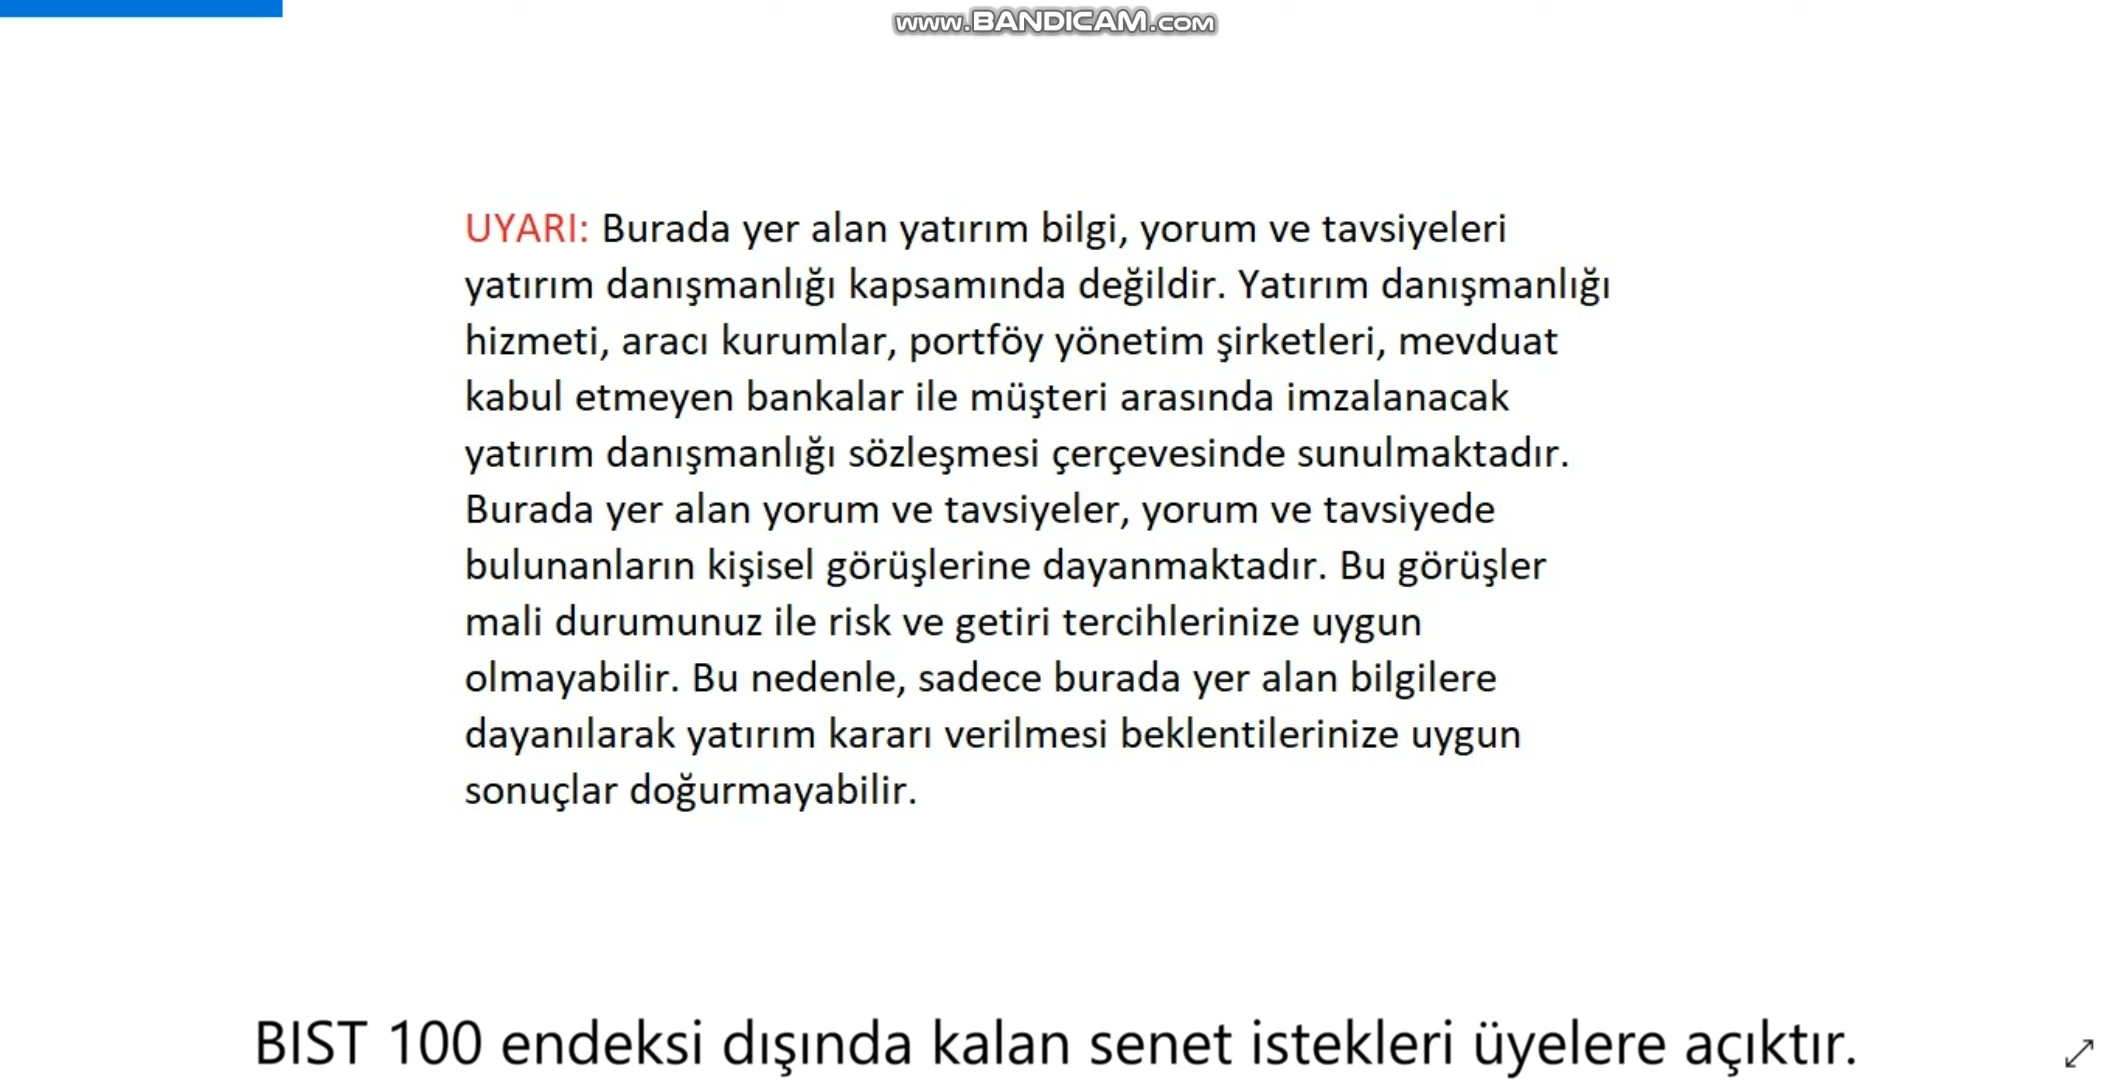 www.BANDICAM.com
UYARI: Burada yer alan yatırım bilgi, yorum ve tavsiyeleri
yatırım danışmanlığı kapsamında değildir. Yatırım danışmanlığı
hizmeti, aracı kurumlar, portföy yönetim şirketleri, mevduat
kabul etmeyen bankalar ile müşteri arasında imzalanacak
yatırım danışmanlığı sözleşmesi çerçevesinde sunulmaktadır.
Burada yer alan yorum ve tavsiyeler, yorum ve tavsiyede
bulunanların kişisel görüşlerine dayanmaktadır. Bu görüşler
mali durumunuz ile risk ve getiri tercihlerinize uygun
olmayabilir. Bu nedenle, sadece burada yer alan bilgilere
dayanılarak yatırım kararı verilmesi beklentilerinize uygun
sonuçlar doğurmayabilir.
BIST 100 endeksi dışında kalan senet istekleri üyelere açıktır.